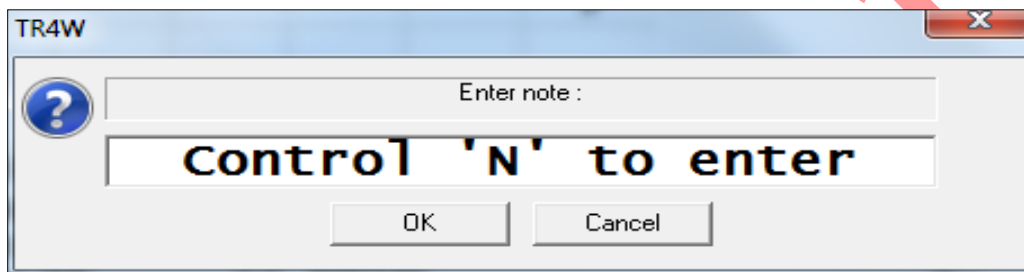 TR4W
Enter note :
Control 'N' to enter
OK Cancel